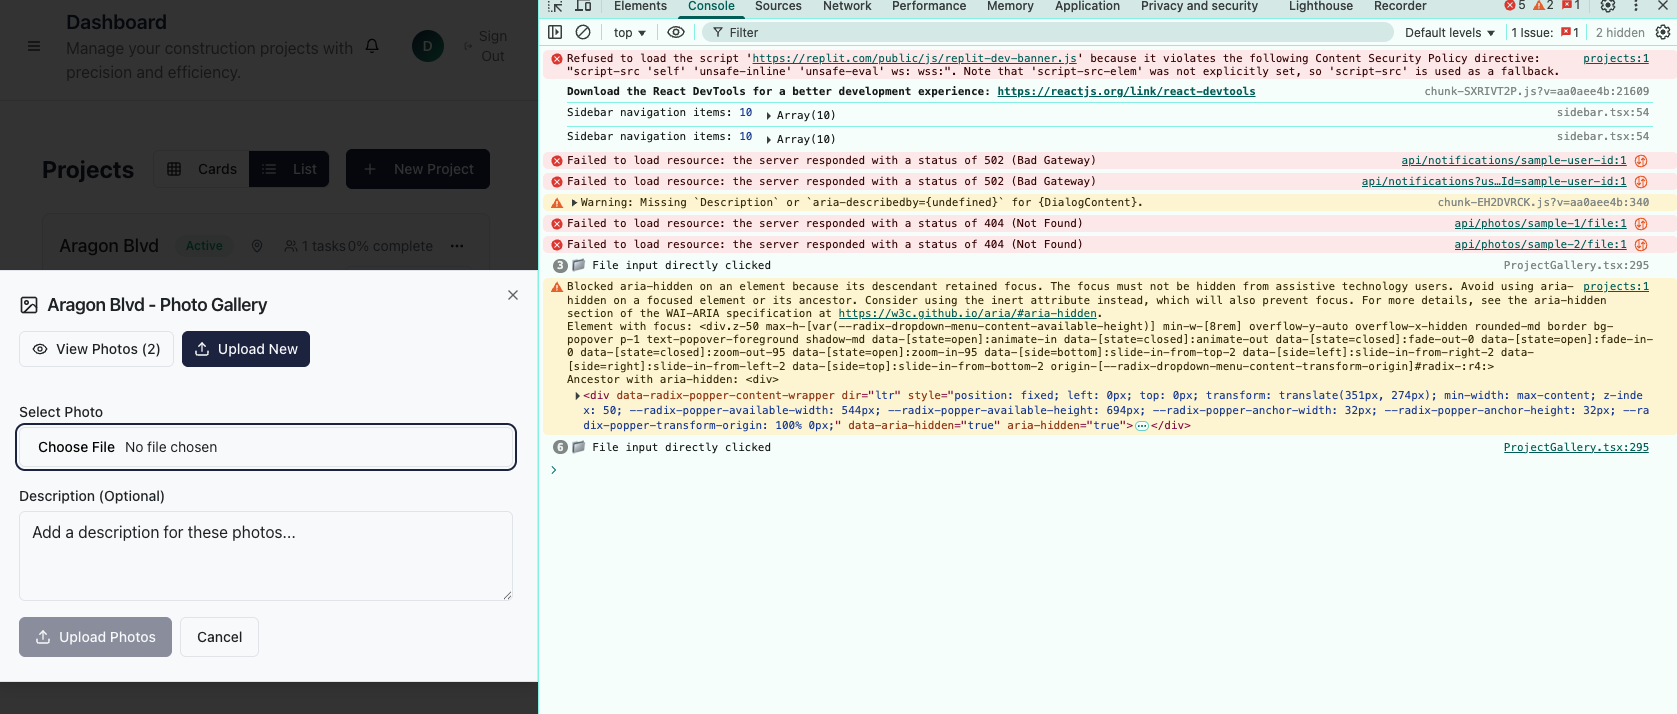 Dashboard
Manage your construction projects with
precision and efficiency.
D
Sign
Out
Projects
Cards
List
+ New Project
Aragon Blvd
Active
1 tasks
0% complete
...
Aragon Blvd - Photo Gallery
View Photos (2)
Upload New
Select Photo
Choose File No file chosen
Description (Optional)
Add a description for these photos...
Upload Photos
Cancel
Elements Console Sources Network Performance Memory Application Privacy and security Lighthouse Recorder 5 2 1
top Filter Default levels 1 Issue: 1 2 hidden
Refused to load the script 'https://replit.com/public/js/replit-dev-banner.js' because it violates the following Content Security Policy directive: projects:1
"script-src 'self' 'unsafe-inline' 'unsafe-eval' ws: wss:". Note that 'script-src-elem' was not explicitly set, so 'script-src' is used as a fallback.
Download the React DevTools for a better development experience: https://reactjs.org/link/react-devtools chunk-SXRIVT2P.js?v=aa0aee4b:21609
Sidebar navigation items: 10 Array(10) sidebar.tsx:54
Sidebar navigation items: 10 Array(10) sidebar.tsx:54
Failed to load resource: the server responded with a status of 502 (Bad Gateway) api/notifications/sample-user-id:1
Failed to load resource: the server responded with a status of 502 (Bad Gateway) api/notifications?us…Id=sample-user-id:1
Warning: Missing `Description` or `aria-describedby={undefined}` for {DialogContent}. chunk-EH2DVRCK.js?v=aa0aee4b:340
Failed to load resource: the server responded with a status of 404 (Not Found) api/photos/sample-1/file:1
Failed to load resource: the server responded with a status of 404 (Not Found) api/photos/sample-2/file:1
3 File input directly clicked ProjectGallery.tsx:295
Blocked aria-hidden on an element because its descendant retained focus. The focus must not be hidden from assistive technology users. Avoid using aria- projects:1
hidden on a focused element or its ancestor. Consider using the inert attribute instead, which will also prevent focus. For more details, see the aria-hidden
section of the WAI-ARIA specification at https://w3c.github.io/aria/#aria-hidden.
Element with focus: <div.z-50 max-h-[var(--radix-dropdown-menu-content-available-height)] min-w-[8rem] overflow-y-auto overflow-x-hidden rounded-md border bg-
popover p-1 text-popover-foreground shadow-md data-[state=open]:animate-in data-[state=closed]:animate-out data-[state=closed]:fade-out-0 data-[state=open]:fade-in-
0 data-[state=closed]:zoom-out-95 data-[state=open]:zoom-in-95 data-[side=bottom]:slide-in-from-top-2 data-[side=left]:slide-in-from-right-2 data-
[side=right]:slide-in-from-left-2 data-[side=top]:slide-in-from-bottom-2 origin-[--radix-dropdown-menu-content-transform-origin]#radix-:r4:>
Ancestor with aria-hidden: <div>
<div data-radix-popper-content-wrapper dir="ltr" style="position: fixed; left: 0px; top: 0px; transform: translate(351px, 274px); min-width: max-content; z-inde
x: 50; --radix-popper-available-width: 544px; --radix-popper-available-height: 694px; --radix-popper-anchor-width: 32px; --radix-popper-anchor-height: 32px; --ra
dix-popper-transform-origin: 100% 0px;" data-aria-hidden="true" aria-hidden="true">…</div>
6 File input directly clicked ProjectGallery.tsx:295